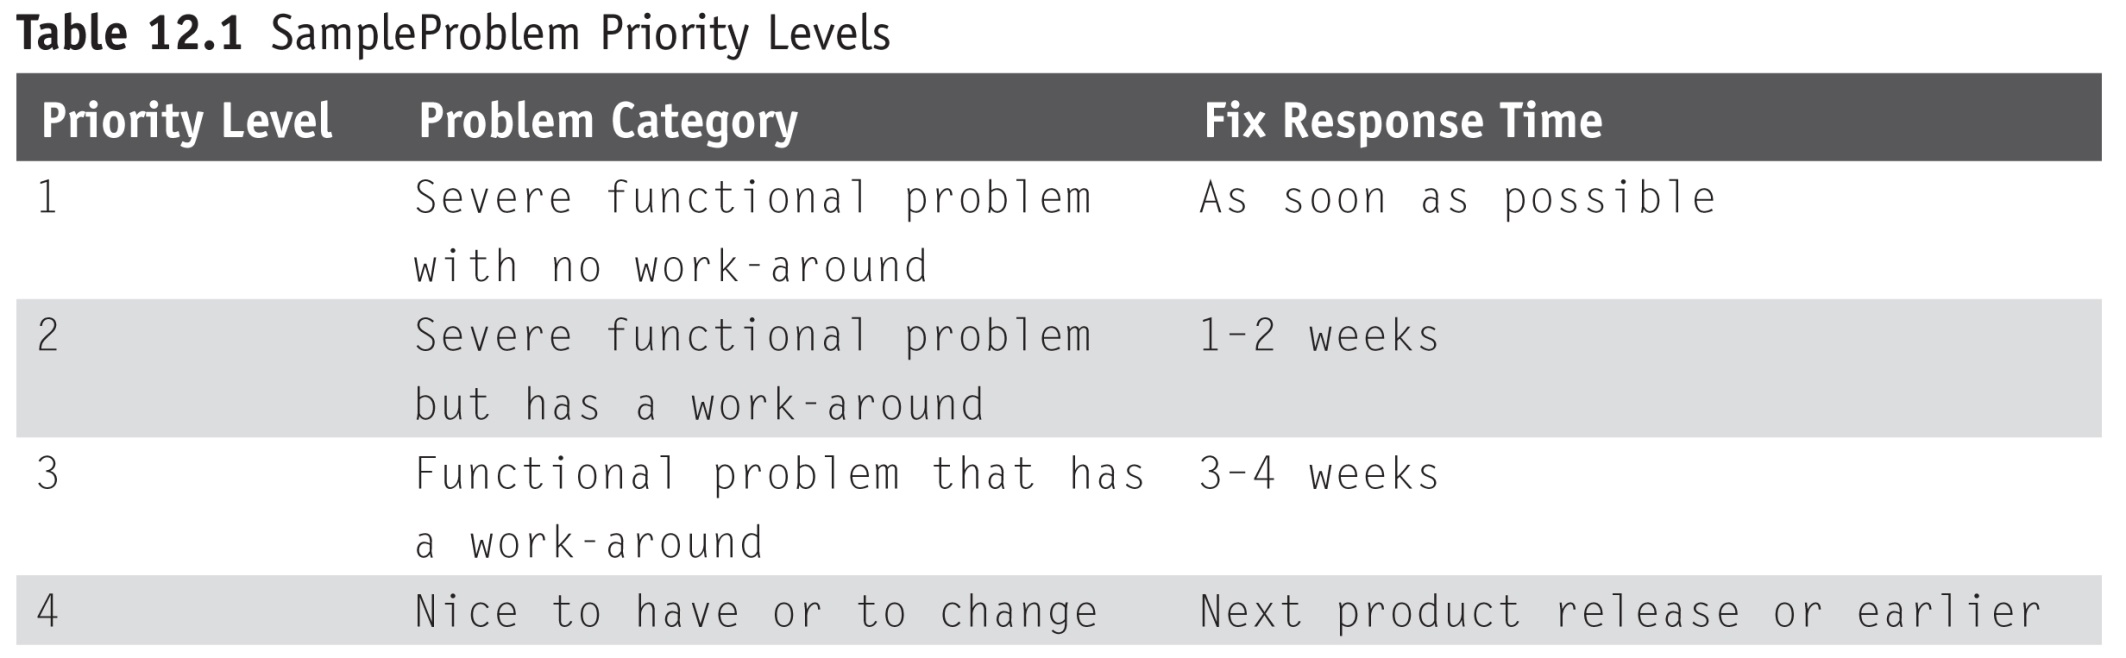 Table 12.1 SampleProblem Priority Levels
Priority Level Problem Category Fix Response Time
1 Severe functional problem As soon as possible
with no work-around
2 Severe functional problem 1–2 weeks
but has a work-around
3 Functional problem that has 3–4 weeks
a work-around
4 Nice to have or to change Next product release or earlier